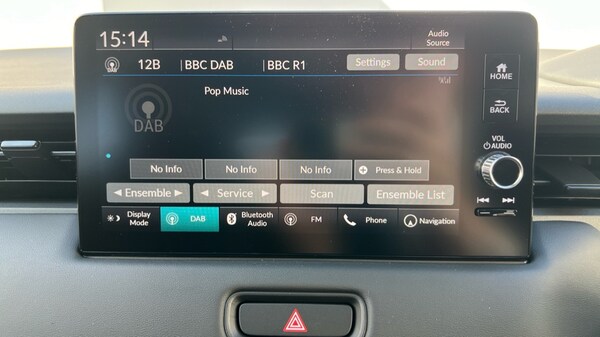 15:14 Audio Source
DAB 12B BBC DAB BBC R1 Settings Sound
HOME
Pop Music
DAB
BACK
VOL
AUDIO
No Info No Info No Info Press & Hold
Ensemble Service Scan Ensemble List
Display Mode DAB Bluetooth Audio FM Phone Navigation